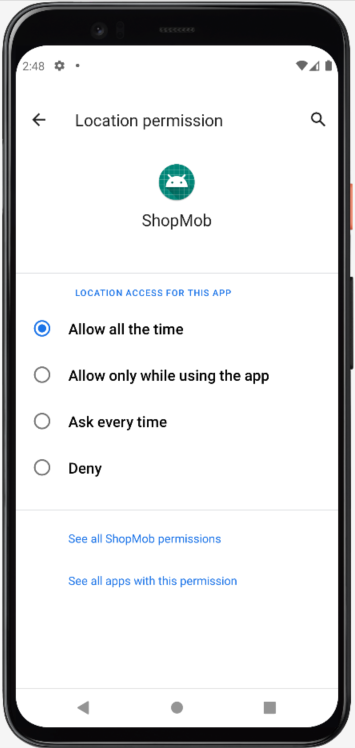 2:48
Location permission
ShopMob
LOCATION ACCESS FOR THIS APP
Allow all the time
Allow only while using the app
Ask every time
Deny
See all ShopMob permissions
See all apps with this permission